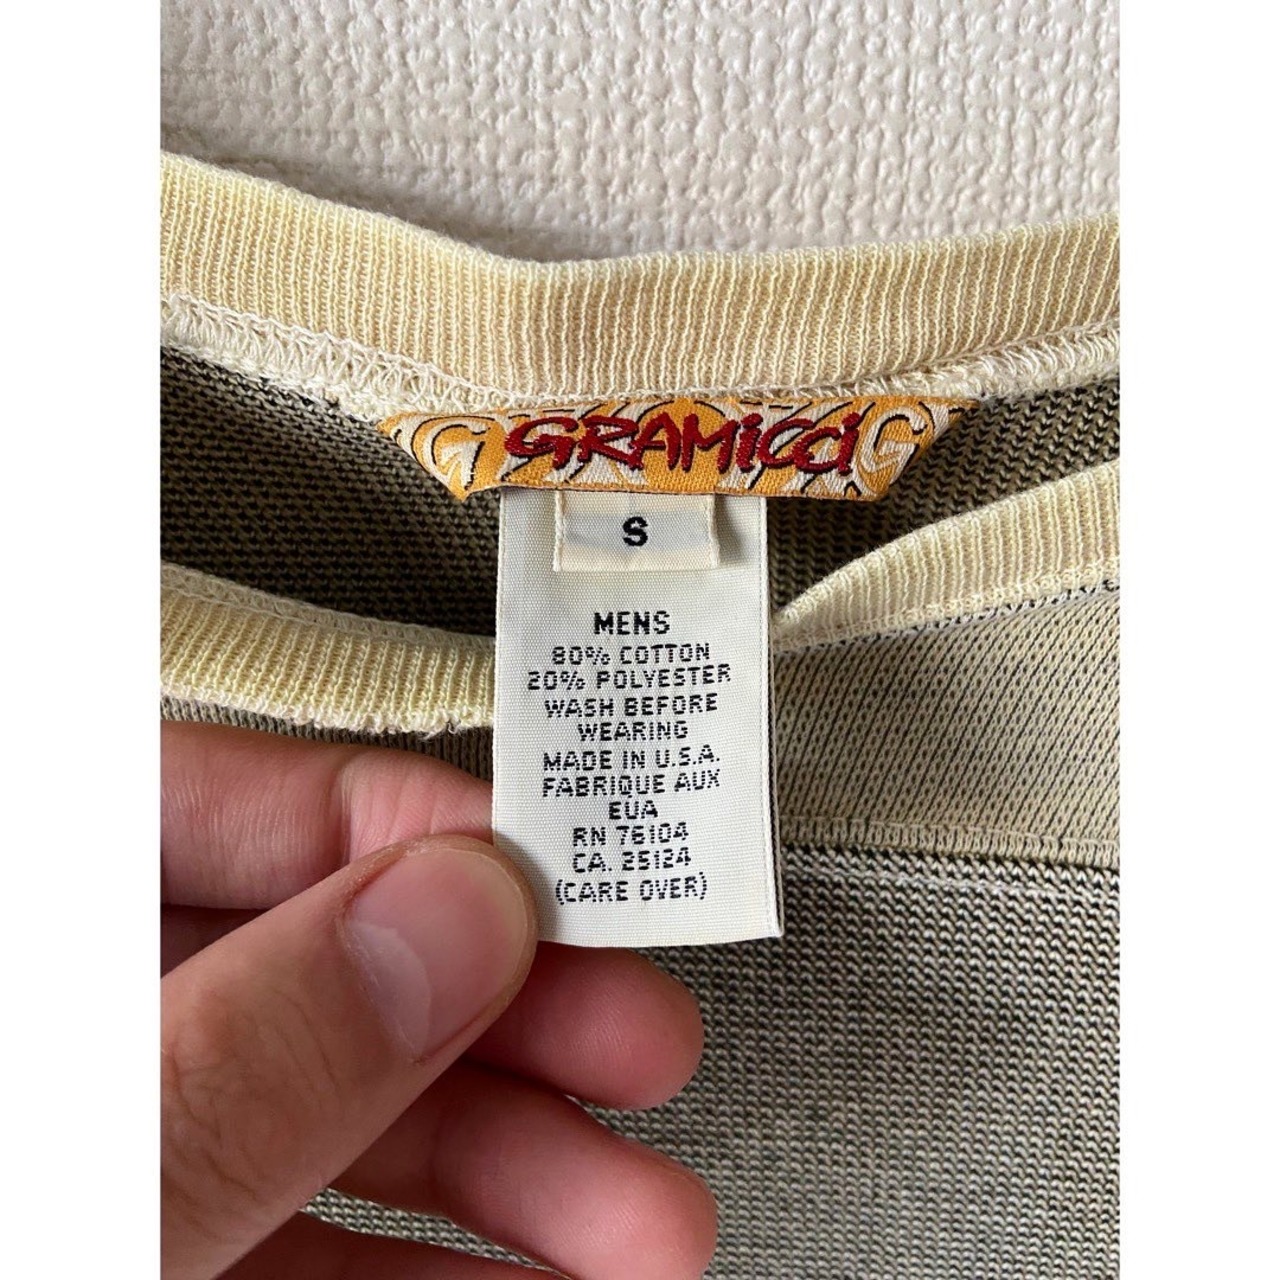 G GRAMiCCi G
S
MENS
80% COTTON
20% POLYESTER
WASH BEFORE
WEARING
MADE IN U.S.A.
FABRIQUE AUX
EUA
RN 76104
CA. 25124
(CARE OVER)